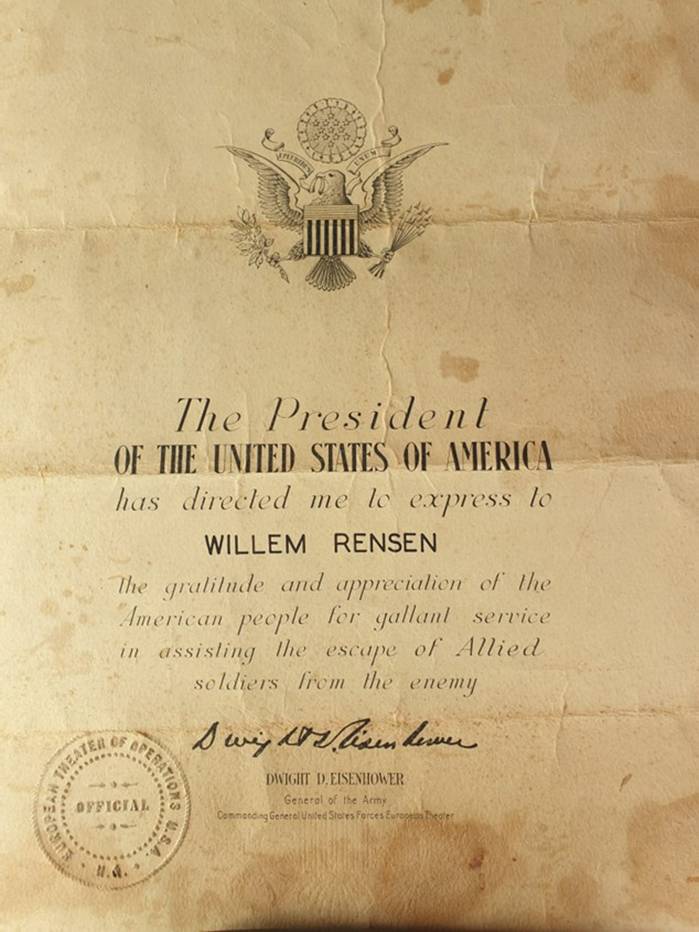 E PLURIBUS UNUM
The President
OF THE UNITED STATES OF AMERICA
has directed me to express to
WILLEM RENSEN
the gratitude and appreciation of the
American people for gallant service
in assisting the escape of Allied
soldiers from the enemy
Dwight D. Eisenhower
DWIGHT D. EISENHOWER
General of the Army
Commanding General United States Forces European Theater
EUROPEAN THEATER OF OPERATIONS U.S.A.
OFFICIAL